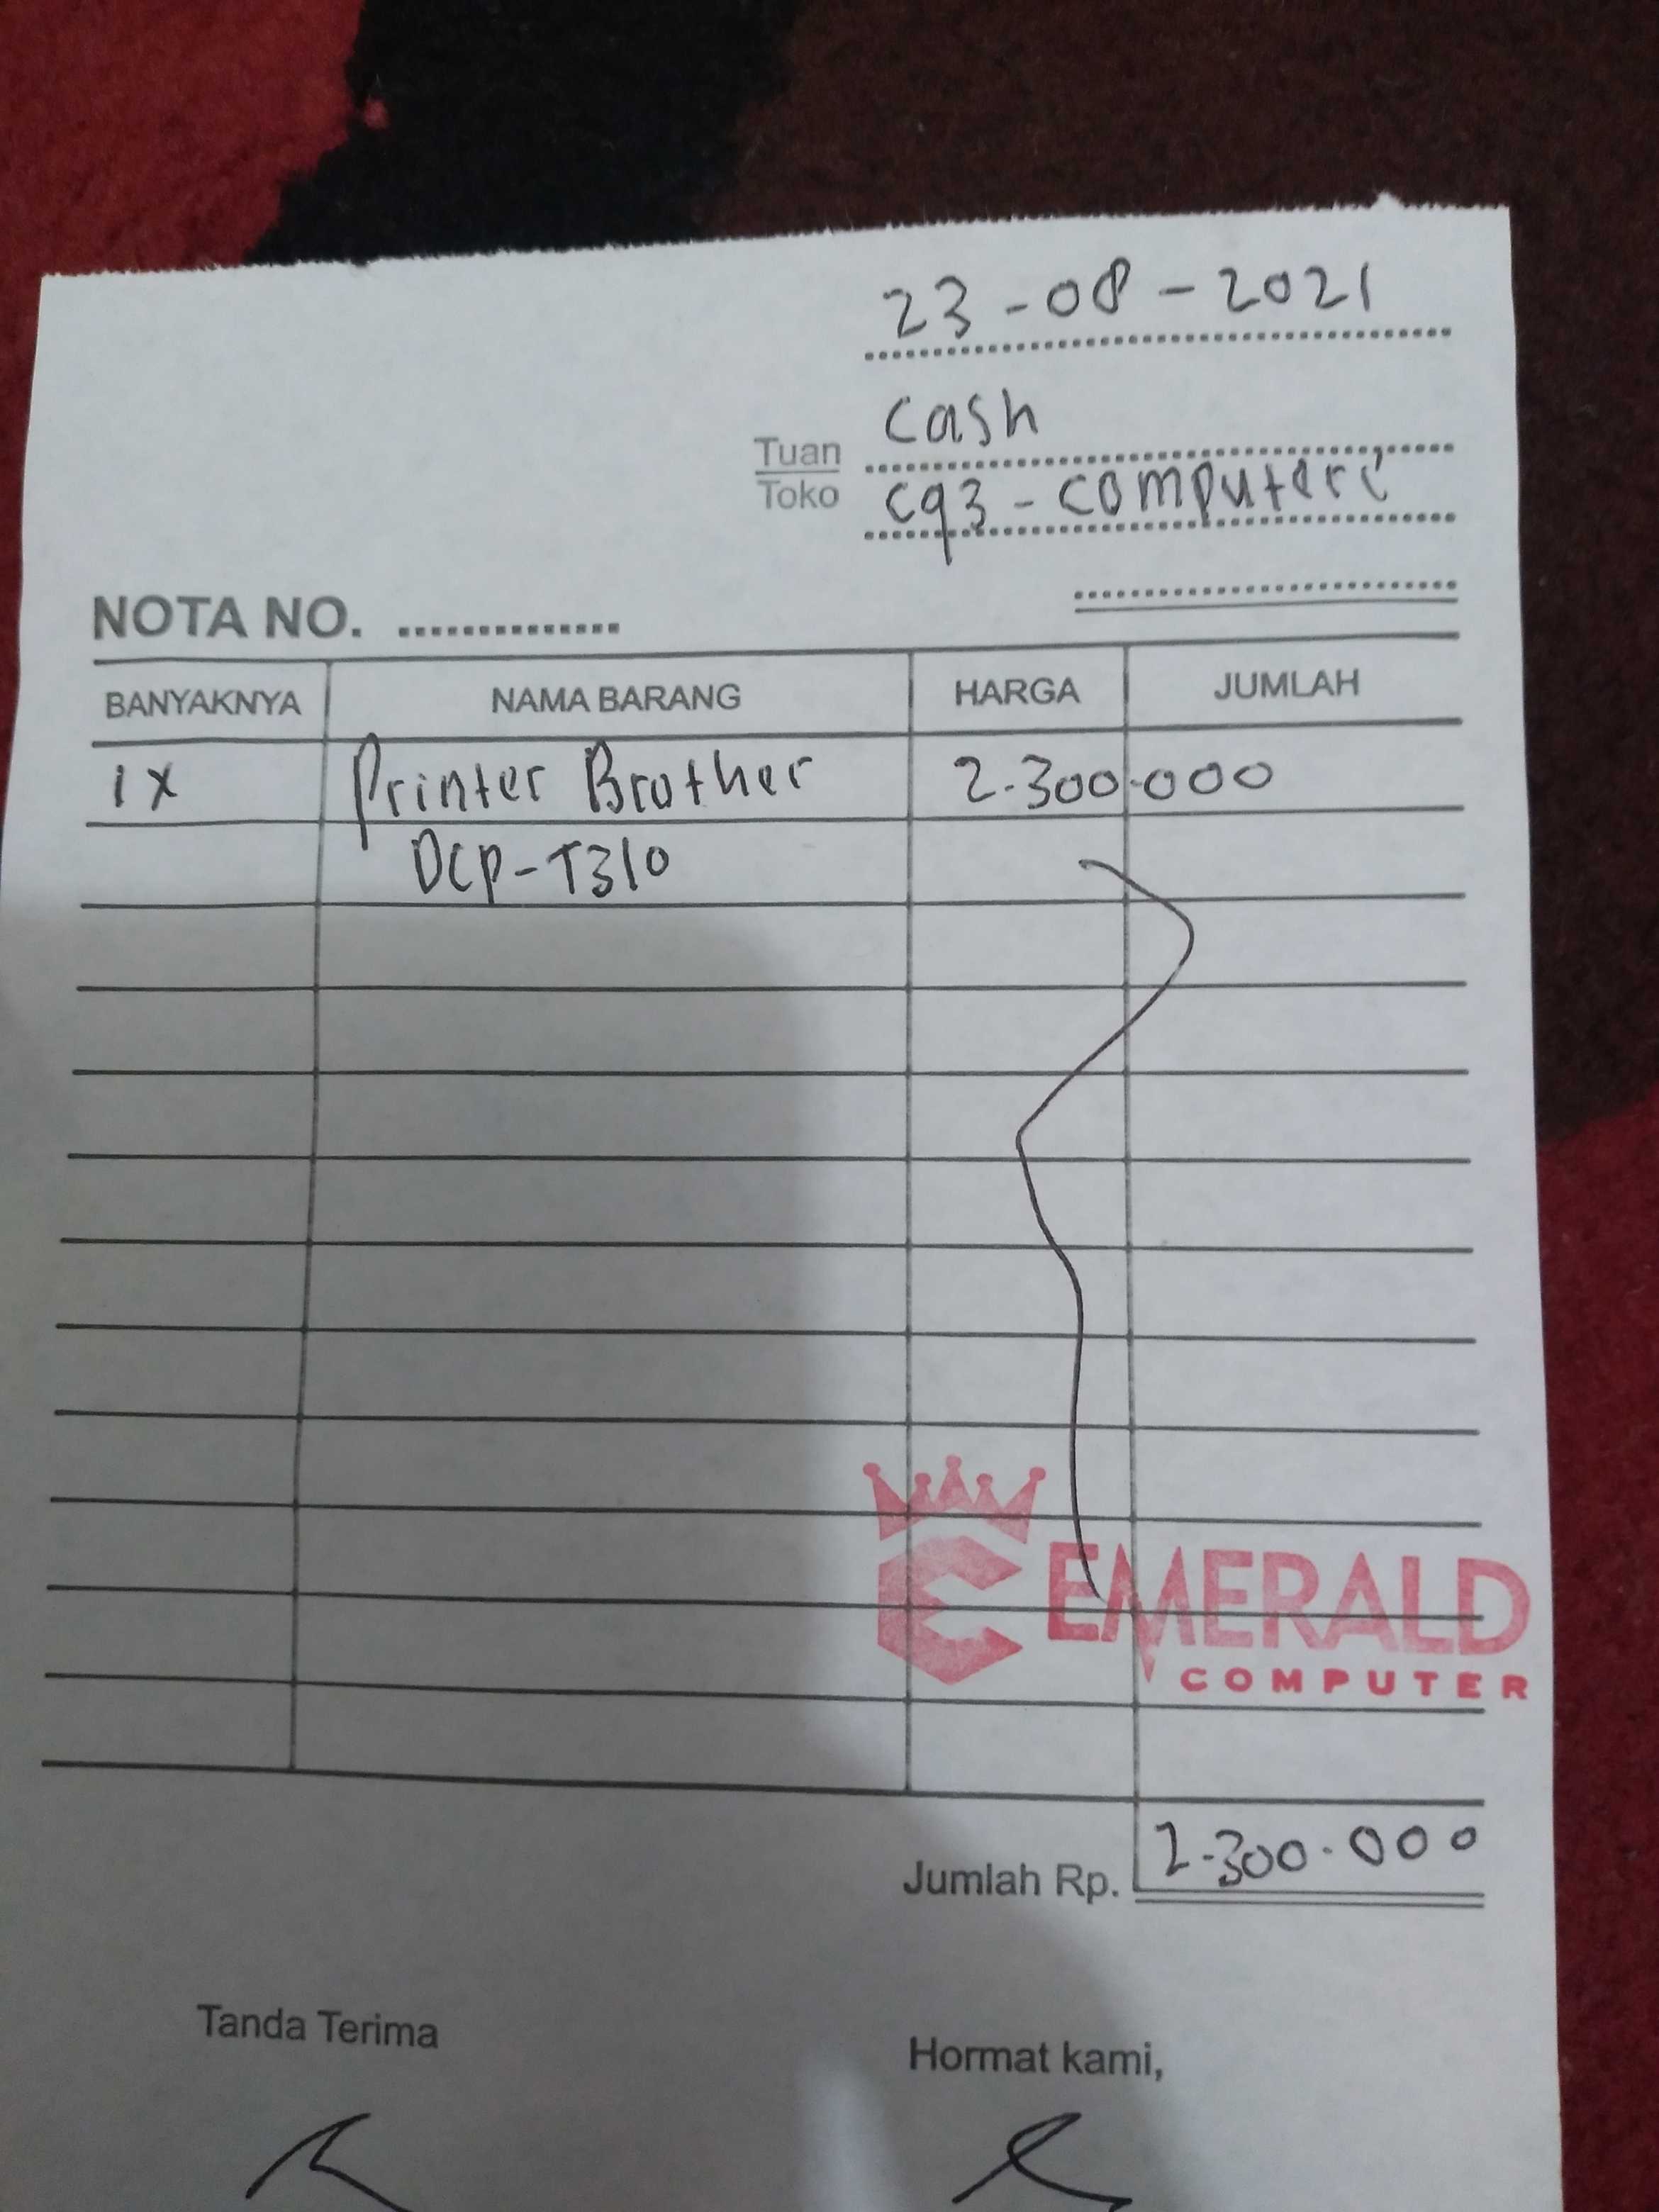 23-08-2021
cash
Tuan
Toko
cq3-computer
NOTA NO. ..............
BANYAKNYA NAMA BARANG HARGA JUMLAH
1x Printer Brother 2.300.000
DCP-T310
EMERALD
COMPUTER
Jumlah Rp. 2.300.000
Tanda Terima Hormat kami,